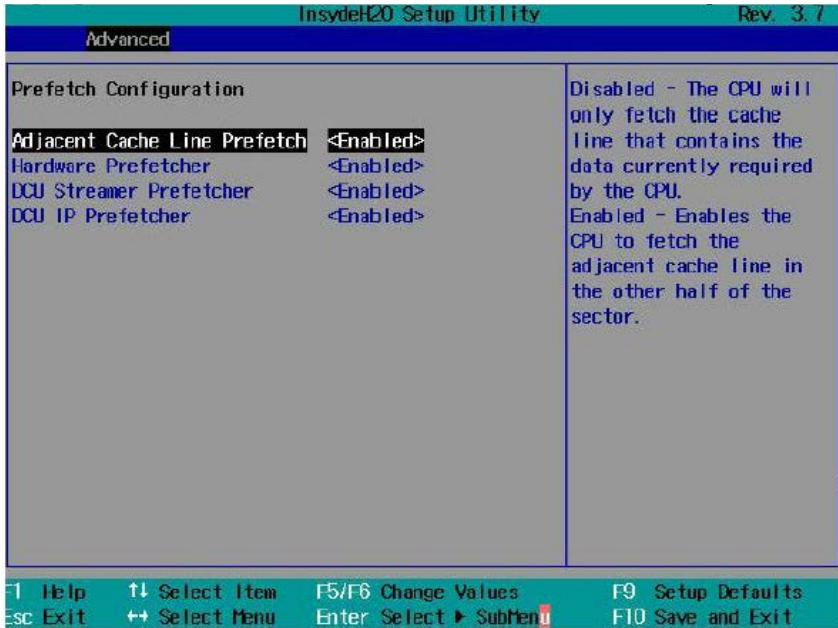 InsydeH2O Setup Utility Rev. 3.7
Advanced
Prefetch Configuration
Adjacent Cache Line Prefetch <Enabled>
Hardware Prefetcher <Enabled>
DCU Streamer Prefetcher <Enabled>
DCU IP Prefetcher <Enabled>
Disabled - The CPU will
only fetch the cache
line that contains the
data currently required
by the CPU.
Enabled - Enables the
CPU to fetch the
adjacent cache line in
the other half of the
sector.
F1 Help ↑↓ Select Item F5/F6 Change Values F9 Setup Defaults
Esc Exit ↔ Select Menu Enter Select ▶ SubMenu F10 Save and Exit